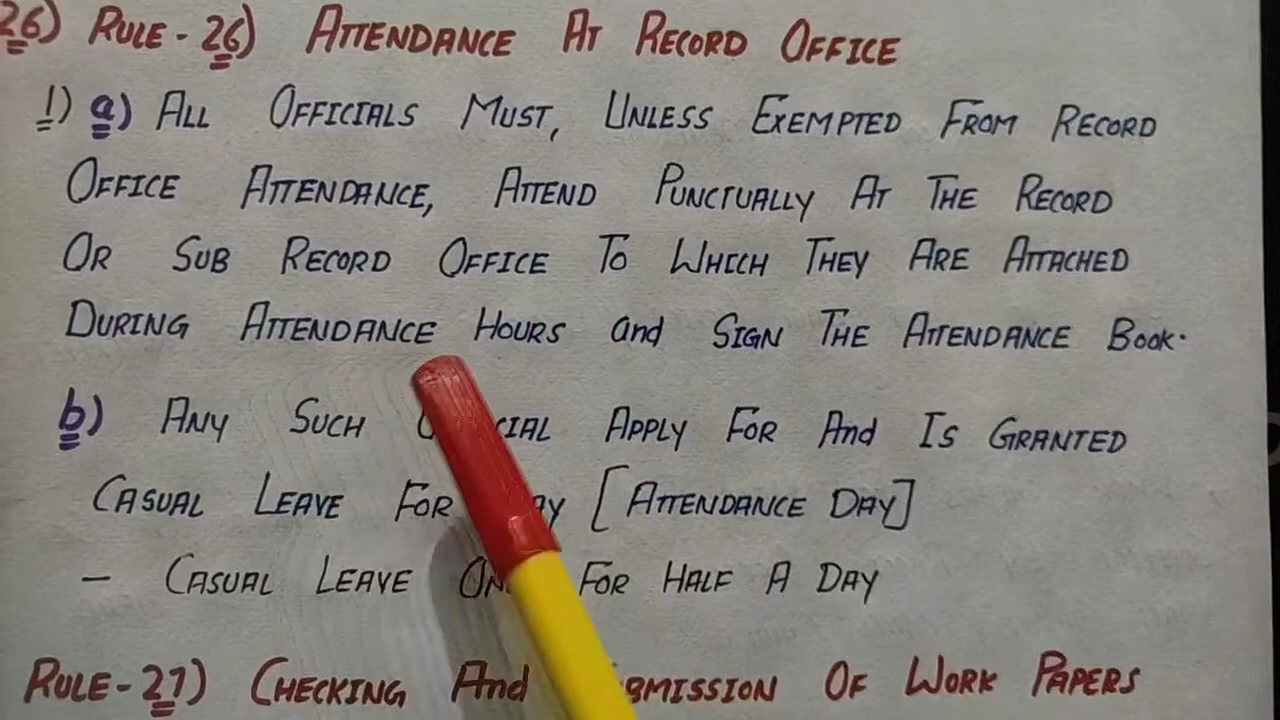 26) RULE - 26) ATTENDANCE AT RECORD OFFICE
1) a) ALL OFFICIALS MUST, UNLESS EXEMPTED FROM RECORD
OFFICE ATTENDANCE, ATTEND PUNCTUALLY AT THE RECORD
OR SUB RECORD OFFICE TO WHICH THEY ARE ATTACHED
DURING ATTENDANCE HOURS and SIGN THE ATTENDANCE BOOK.
b) ANY SUCH APPLY FOR And IS GRANTED
CASUAL LEAVE FOR [ATTENDANCE DAY]
- CASUAL LEAVE FOR HALF A DAY
RULE - 27) CHECKING And OF WORK PAPERS